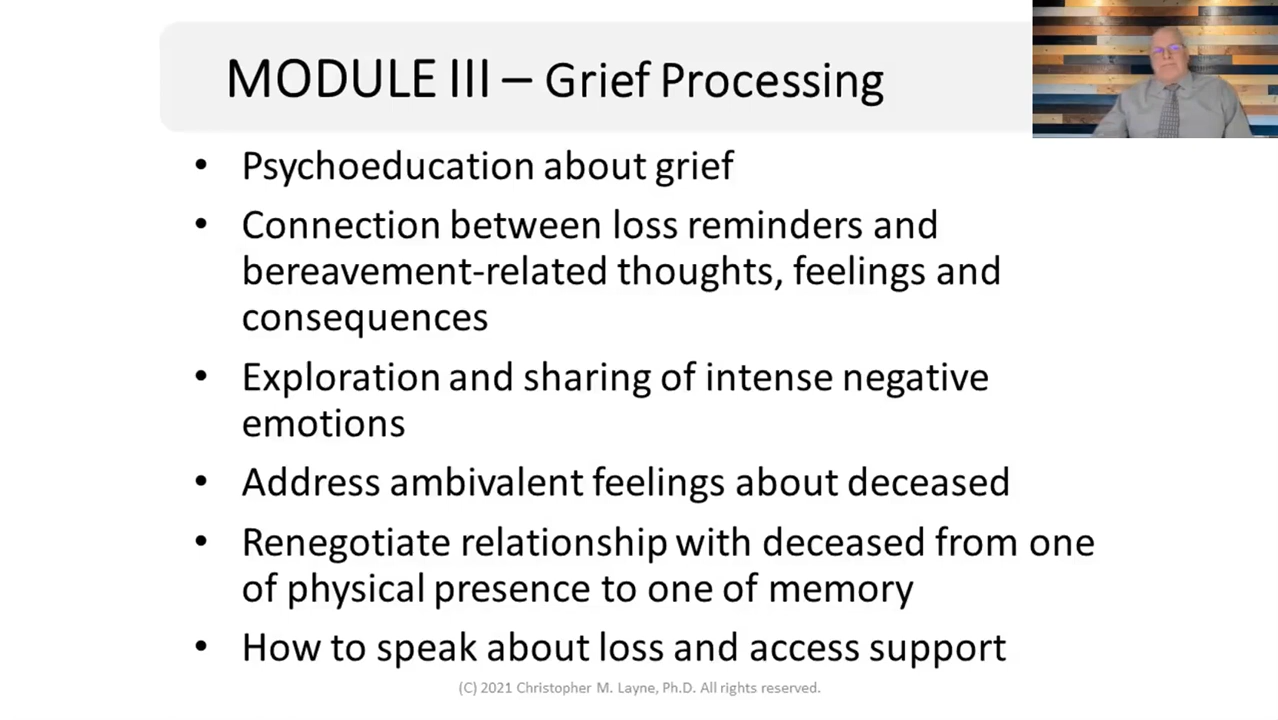 MODULE III – Grief Processing
• Psychoeducation about grief
• Connection between loss reminders and
bereavement-related thoughts, feelings and
consequences
• Exploration and sharing of intense negative
emotions
• Address ambivalent feelings about deceased
• Renegotiate relationship with deceased from one
of physical presence to one of memory
• How to speak about loss and access support
(C) 2021 Christopher M. Layne, Ph.D. All rights reserved.